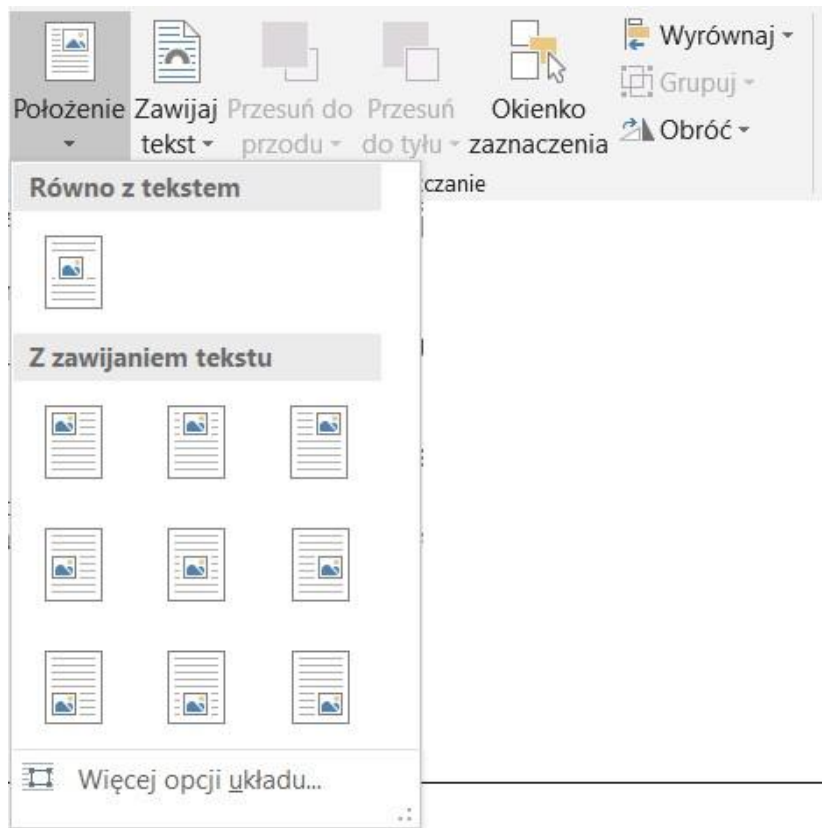 Położenie
Zawijaj
tekst
Przesuń do
przodu
Przesuń
do tyłu
Okienko
zaznaczenia
Wyrównaj
Grupuj
Obróć
czanie
Równo z tekstem
Z zawijaniem tekstu
Więcej opcji układu...